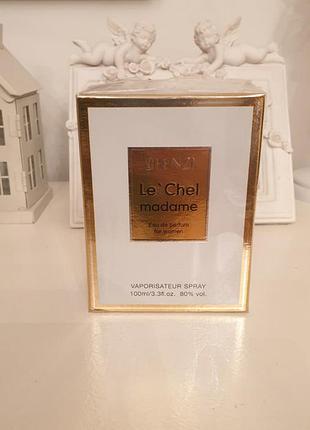 JFENZI
Le` Chel
madame
Eau de parfum
for women
VAPORISATEUR SPRAY
100ml/3.3fl.oz. 80% vol.